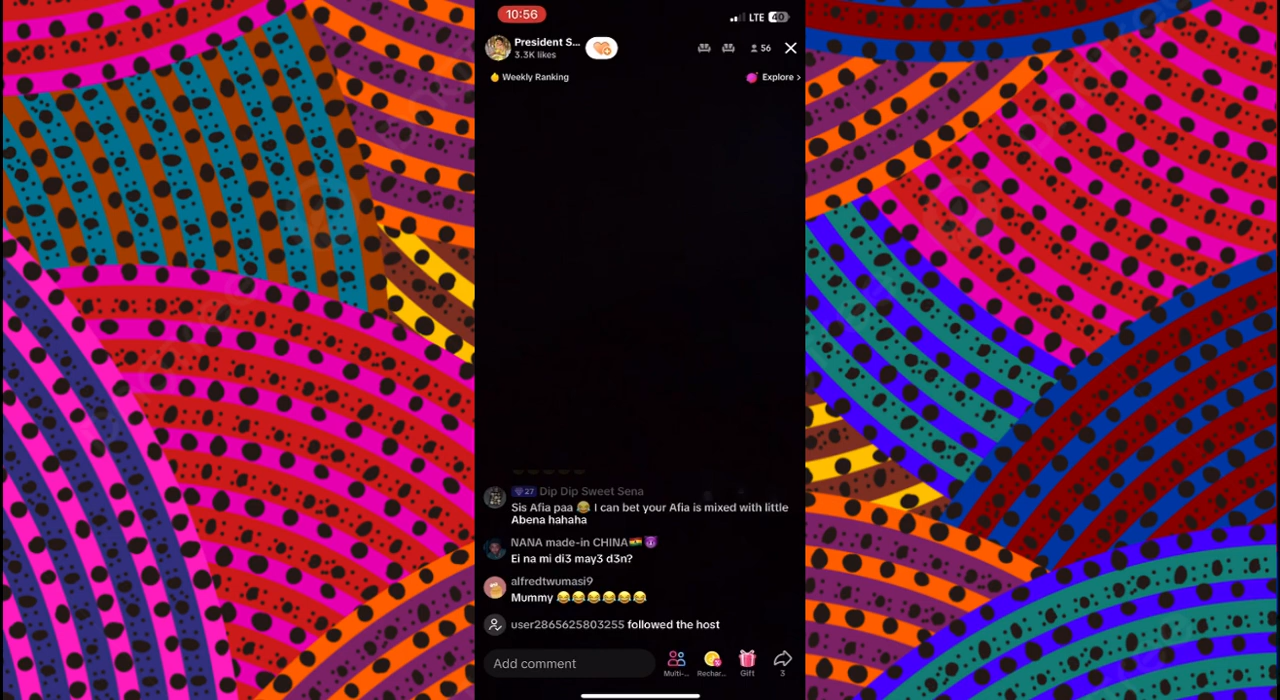 10:56
LTE 40
President S...
3.3K likes
56
Weekly Ranking
Explore >
27 Dip Dip Sweet Sena
Sis Afia paa 😂 I can bet your Afia is mixed with little
Abena hahaha
NANA made-in CHINA🇬🇭😈
Ei na mi di3 may3 d3n?
alfredtwumasi9
Mummy 😂😂😂😂😂😂
user2865625803255 followed the host
Add comment
Multi-...
Rechar...
Gift
3